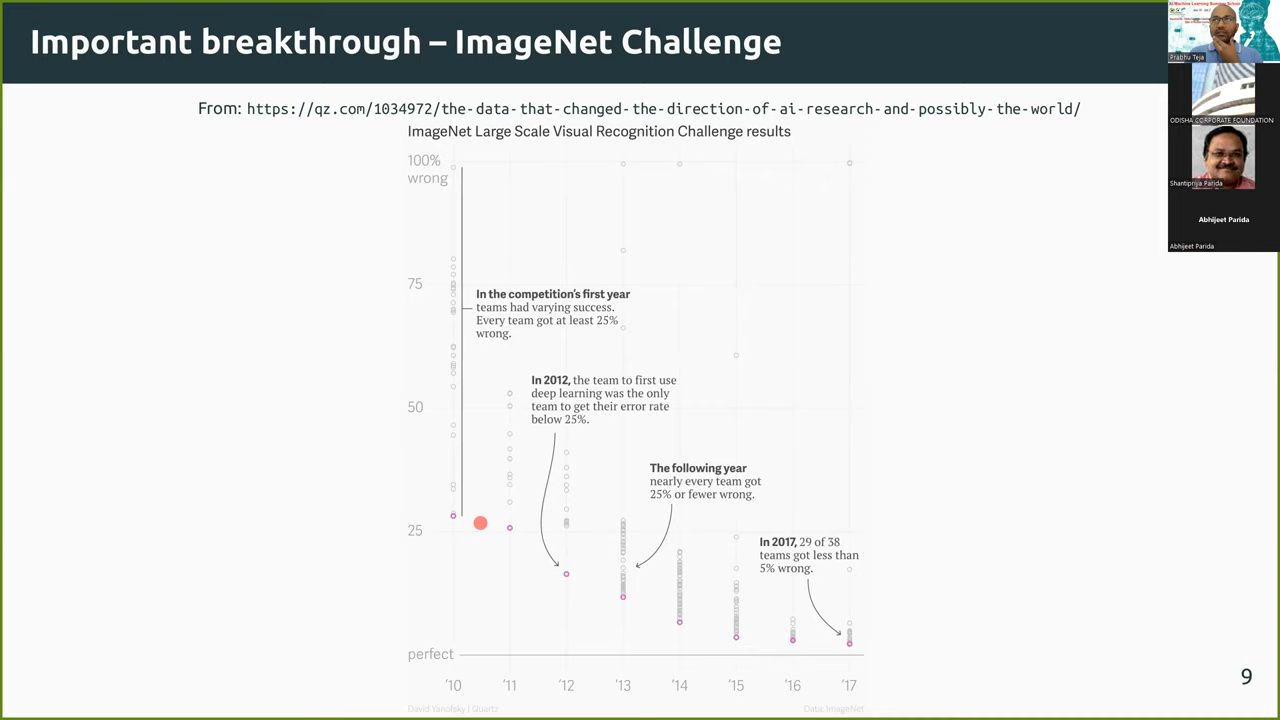 Important breakthrough – ImageNet Challenge
From: https://qz.com/1034972/the-data-that-changed-the-direction-of-ai-research-and-possibly-the-world/
ImageNet Large Scale Visual Recognition Challenge results
100%
wrong
75
50
25
perfect
In the competition's first year
teams had varying success.
Every team got at least 25%
wrong.
In 2012, the team to first use
deep learning was the only
team to get their error rate
below 25%.
The following year
nearly every team got
25% or fewer wrong.
In 2017, 29 of 38
teams got less than
5% wrong.
'10 '11 '12 '13 '14 '15 '16 '17
David Yanofsky | Quartz
Data: ImageNet
9
AI/Machine Learning Summer School
Prabhu Teja
ODISHA CORPORATE FOUNDATION
Shantipriya Parida
Abhijeet Parida
Abhijeet Parida